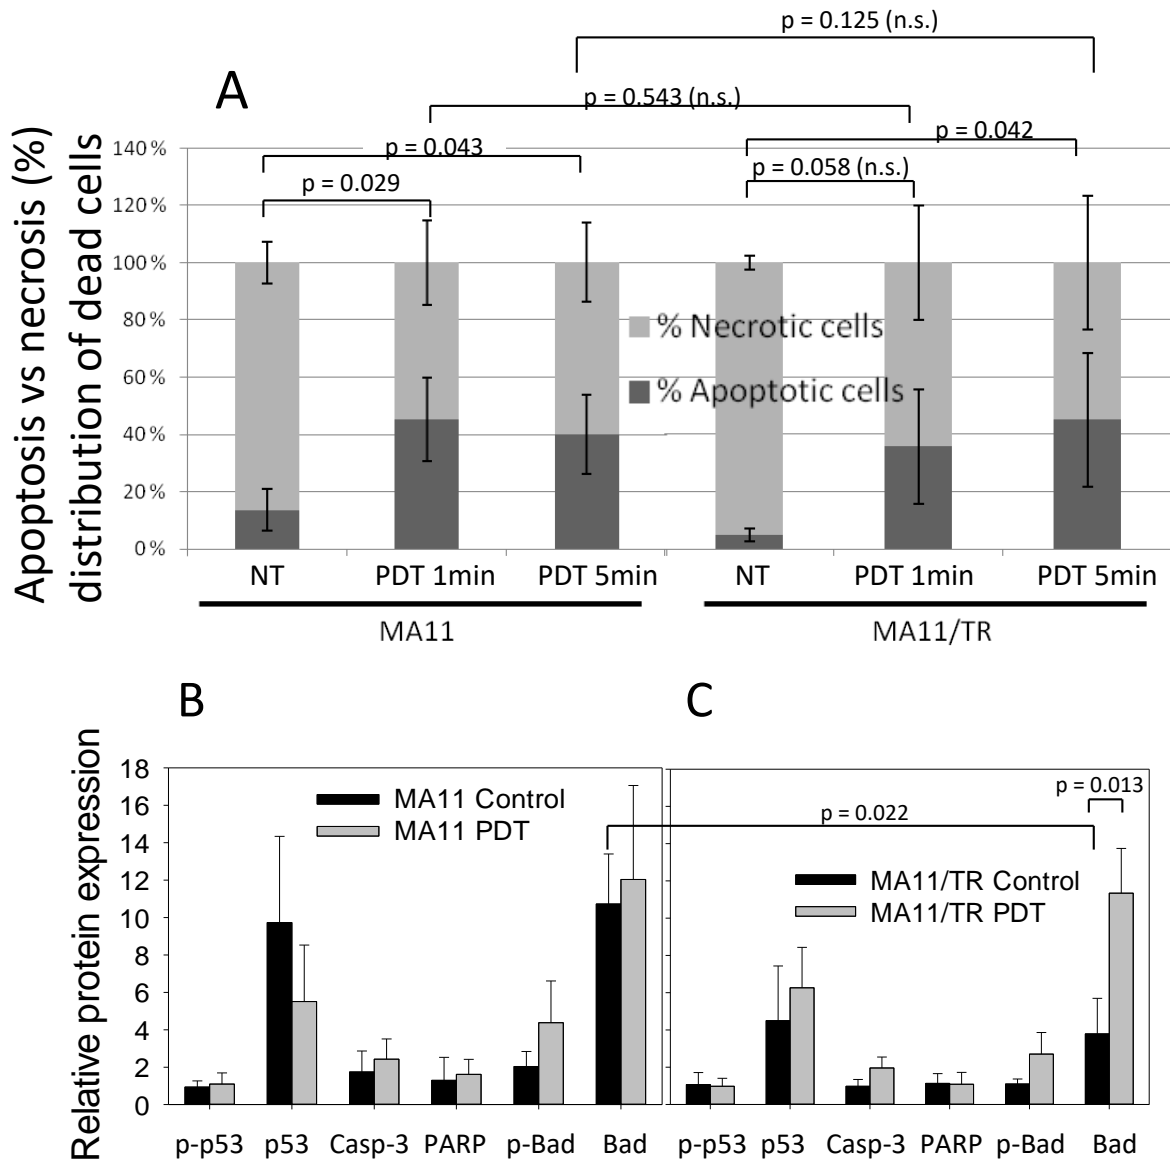 p = 0.125 (n.s.)
A
p = 0.543 (n.s.)
p = 0.043
p = 0.042
p = 0.029
p = 0.058 (n.s.)
Apoptosis vs necrosis (%)
distribution of dead cells
140%
120%
100%
80%
60%
40%
20%
0%
% Necrotic cells
% Apoptotic cells
NT PDT 1min PDT 5min NT PDT 1min PDT 5min
MA11 MA11/TR
B
Relative protein expression
18
16
14
12
10
8
6
4
2
0
MA11 Control
MA11 PDT
p-p53 p53 Casp-3 PARP p-Bad Bad
C
p = 0.013
p = 0.022
MA11/TR Control
MA11/TR PDT
p-p53 p53 Casp-3 PARP p-Bad Bad